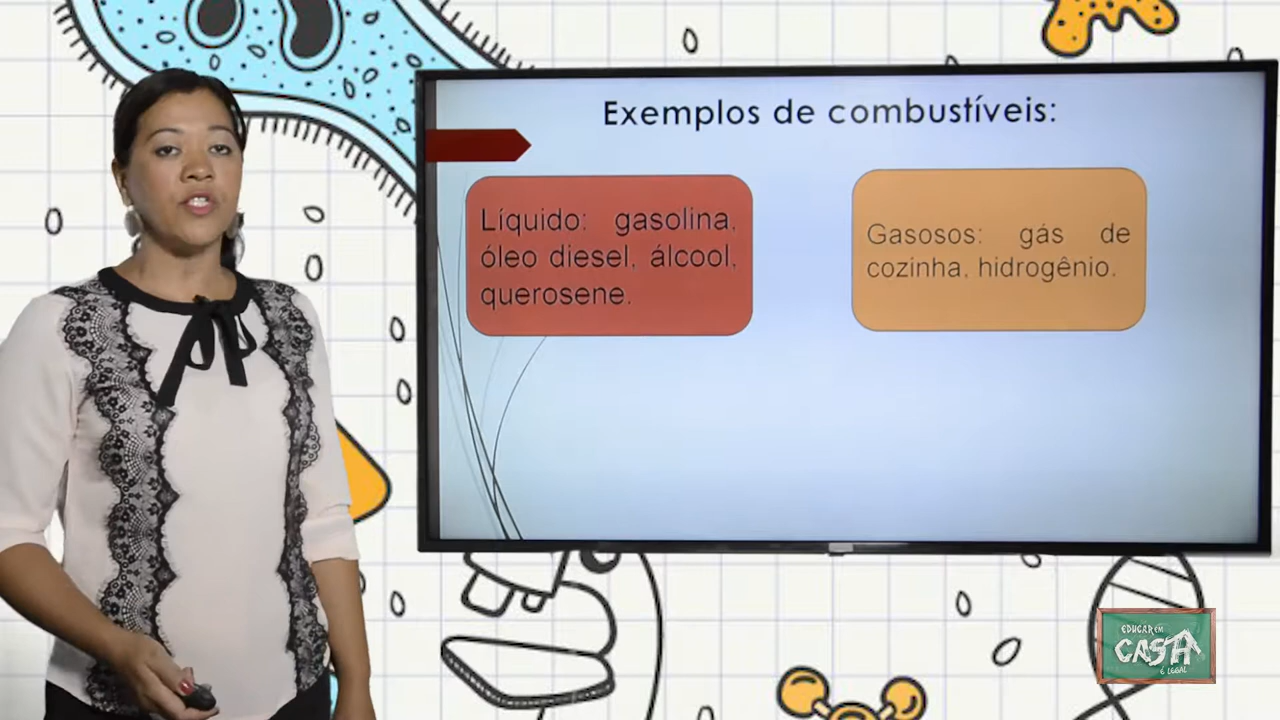 Exemplos de combustíveis:
Líquido: gasolina,
óleo diesel, álcool,
querosene.
Gasosos: gás de
cozinha, hidrogênio.
EDUCAR EM
CASA
É LEGAL